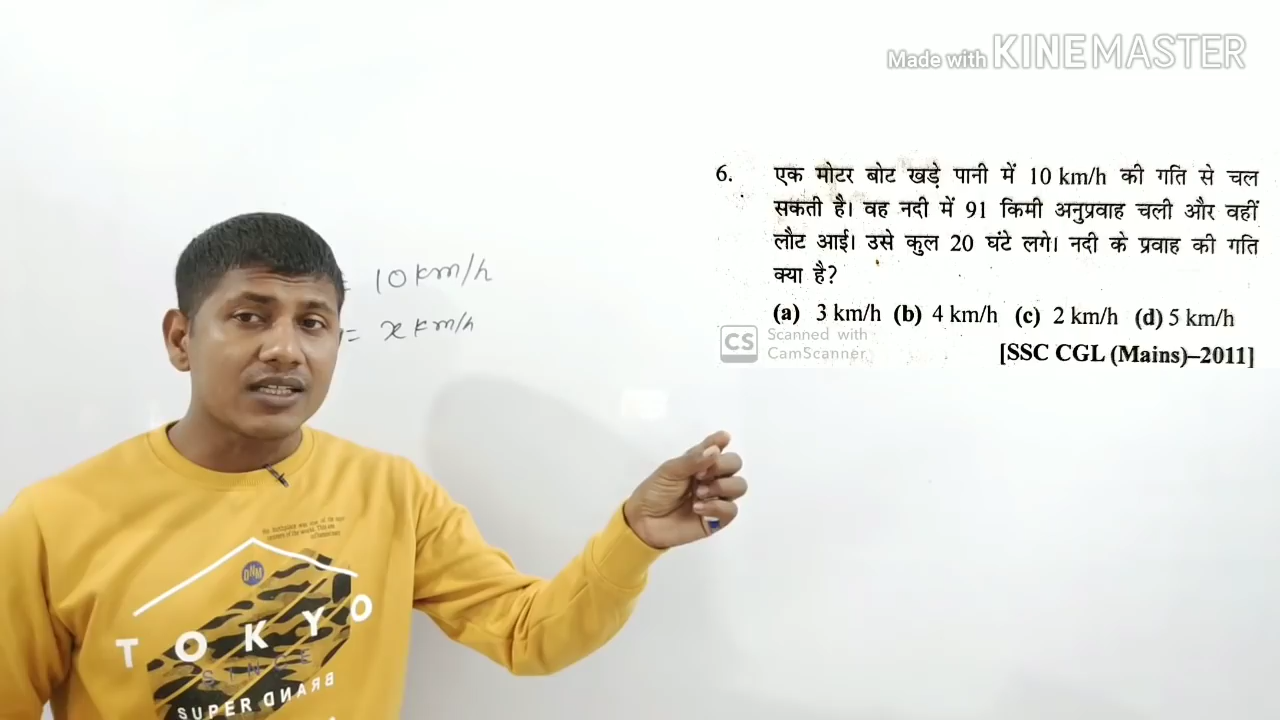 Made with KINEMASTER
6. एक मोटर बोट खड़े पानी में 10 km/h की गति से चल
सकती है। वह नदी में 91 किमी अनुप्रवाह चली और वहीं
लौट आई। उसे कुल 20 घंटे लगे। नदी के प्रवाह की गति
क्या है?
(a) 3 km/h (b) 4 km/h (c) 2 km/h (d) 5 km/h
CS Scanned with
CamScanner
[SSC CGL (Mains)–2011]
= 10 km/h
= x km/h
TOKYO
SINCE
SUPER BRAND